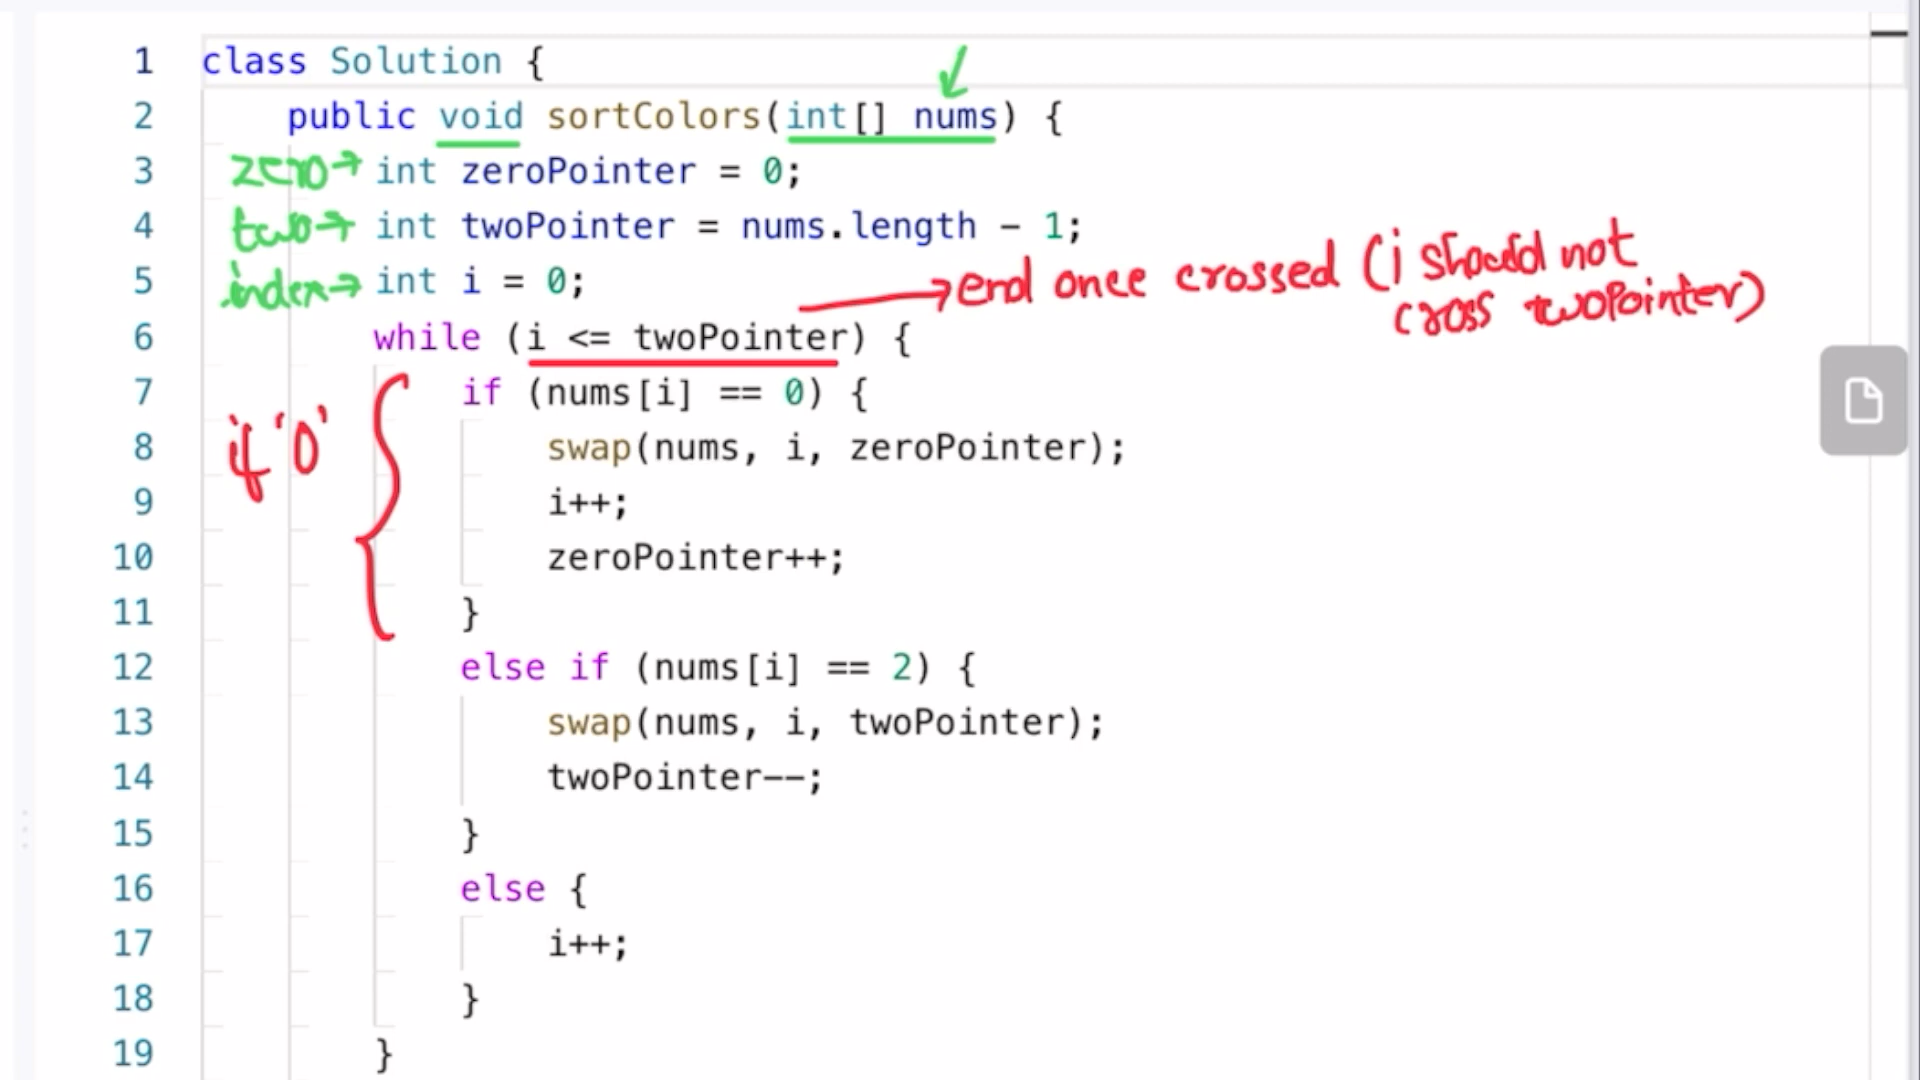 1 class Solution {
2 public void sortColors(int[] nums) {
zero→ 3 int zeroPointer = 0;
two→ 4 int twoPointer = nums.length - 1;
index→ 5 int i = 0;
→end once crossed (i should not
cross twoPointer)
6 while (i <= twoPointer) {
7 if (nums[i] == 0) {
if '0'
8 swap(nums, i, zeroPointer);
9 i++;
10 zeroPointer++;
11 }
12 else if (nums[i] == 2) {
13 swap(nums, i, twoPointer);
14 twoPointer--;
15 }
16 else {
17 i++;
18 }
19 }